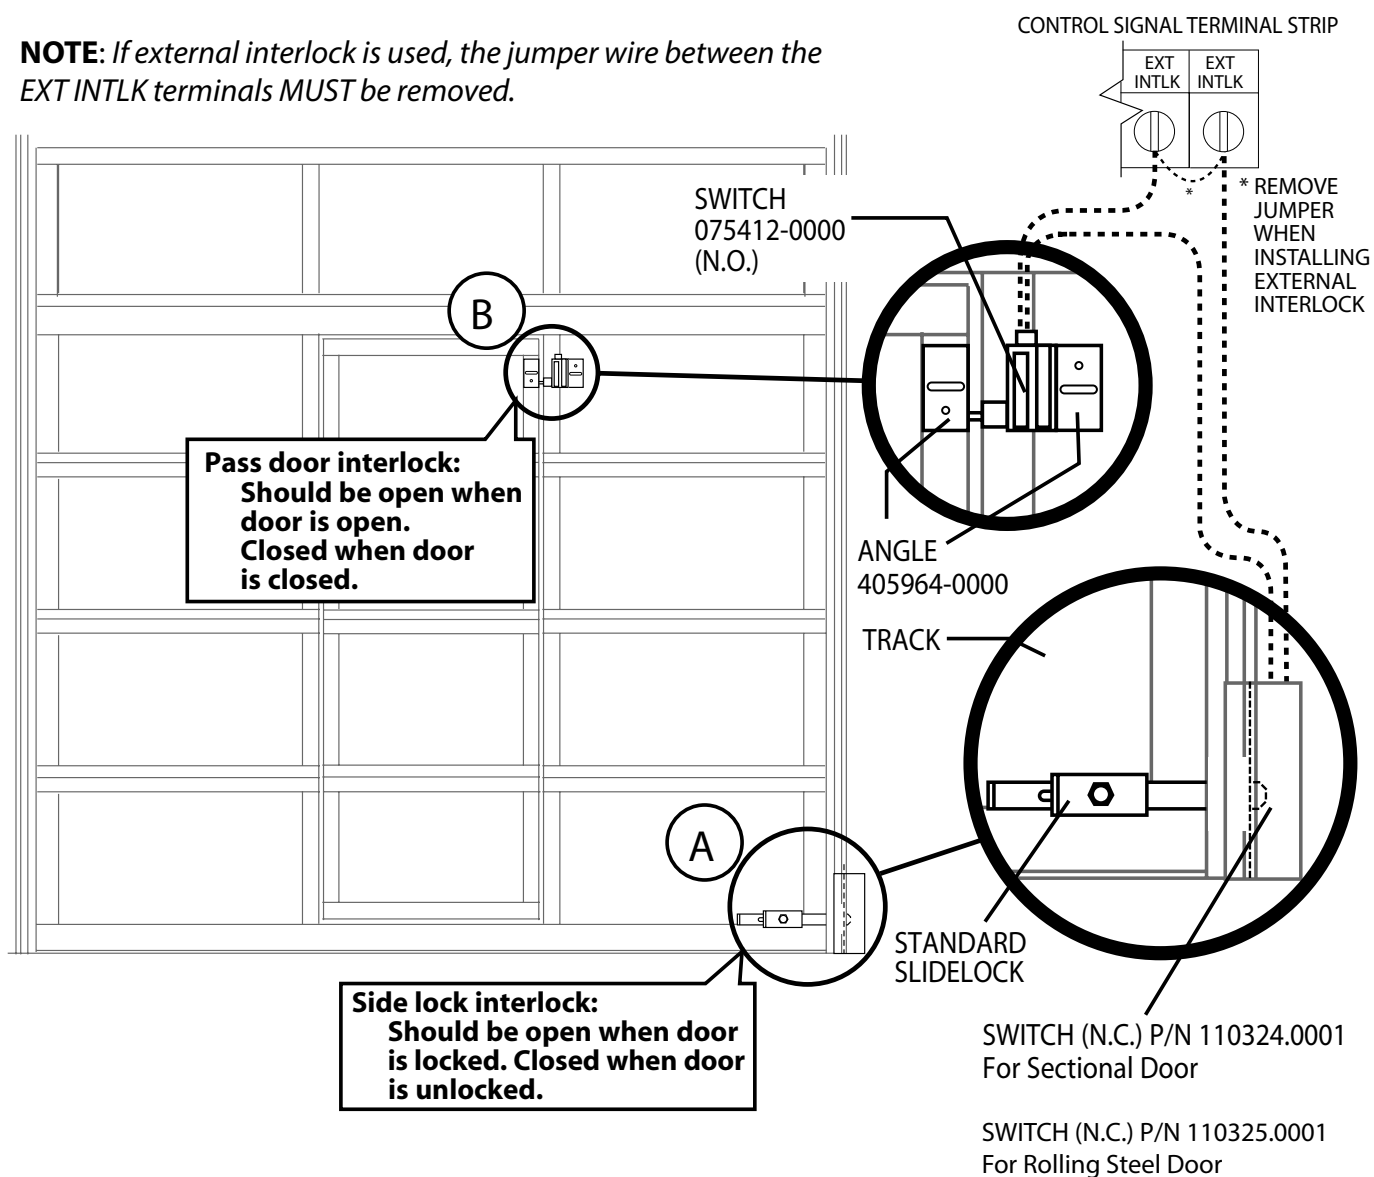 NOTE: If external interlock is used, the jumper wire between the
EXT INTLK terminals MUST be removed.
CONTROL SIGNAL TERMINAL STRIP
EXT
INTLK
EXT
INTLK
*
* REMOVE
JUMPER
WHEN
INSTALLING
EXTERNAL
INTERLOCK
SWITCH
075412-0000
(N.O.)
B
Pass door interlock:
Should be open when
door is open.
Closed when door
is closed.
ANGLE
405964-0000
TRACK
A
STANDARD
SLIDELOCK
Side lock interlock:
Should be open when door
is locked. Closed when door
is unlocked.
SWITCH (N.C.) P/N 110324.0001
For Sectional Door
SWITCH (N.C.) P/N 110325.0001
For Rolling Steel Door